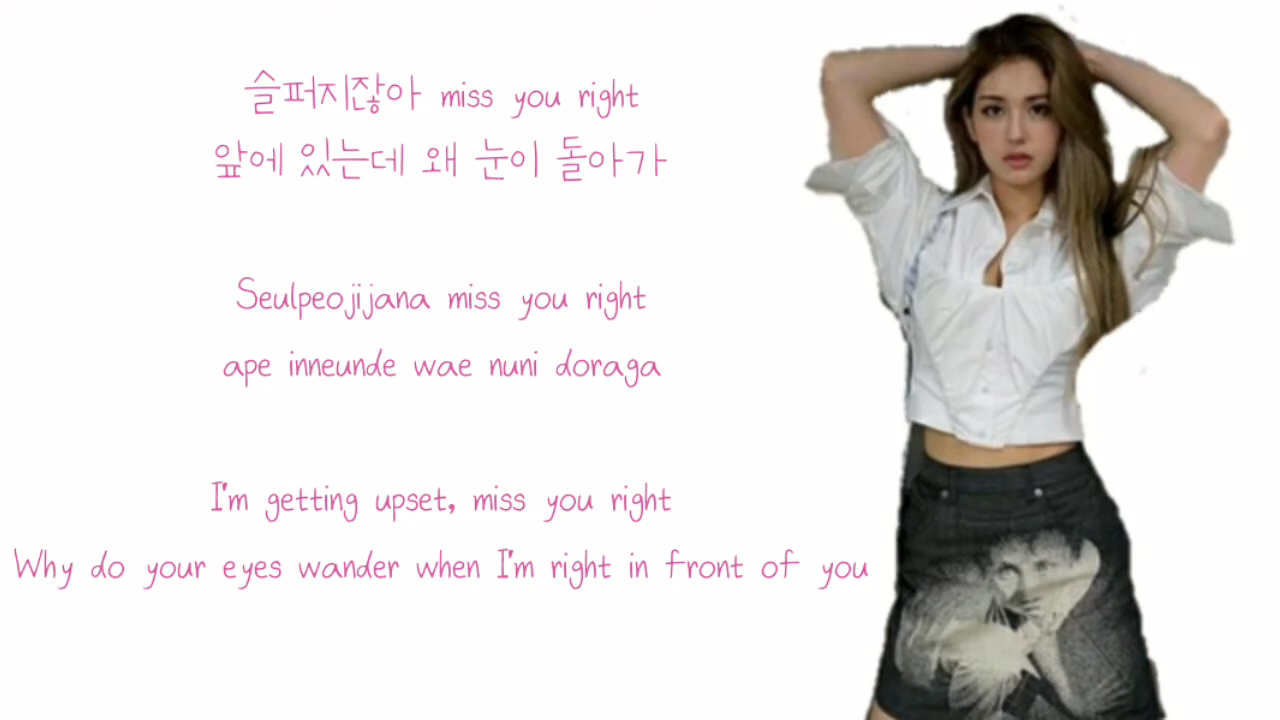 슬퍼지잖아 miss you right
앞에 있는데 왜 눈이 돌아가
Seulpeojijana miss you right
ape inneunde wae nuni doraga
I'm getting upset, miss you right
Why do your eyes wander when I'm right in front of you